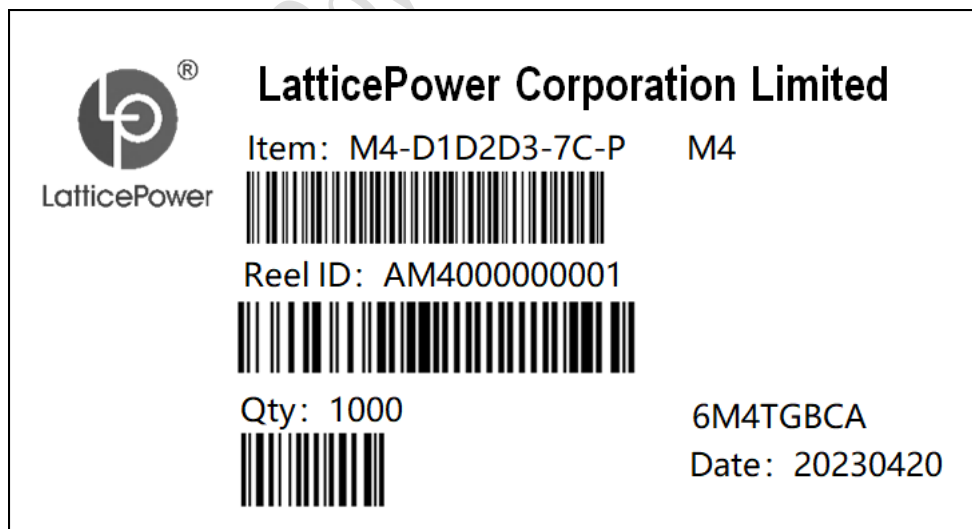 ®
LatticePower Corporation Limited
LatticePower
Item: M4-D1D2D3-7C-P M4
Reel ID: AM4000000001
Qty: 1000
6M4TGBCA
Date: 20230420